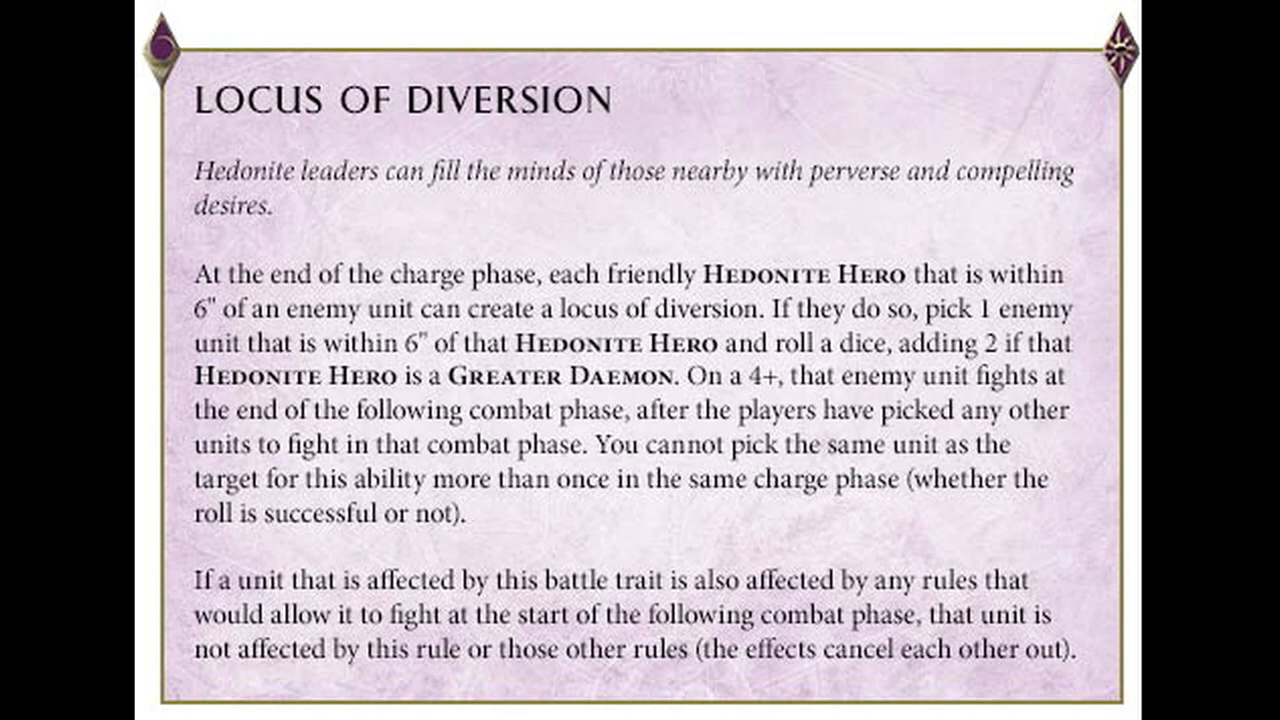 LOCUS OF DIVERSION
Hedonite leaders can fill the minds of those nearby with perverse and compelling
desires.
At the end of the charge phase, each friendly HEDONITE HERO that is within
6" of an enemy unit can create a locus of diversion. If they do so, pick 1 enemy
unit that is within 6" of that HEDONITE HERO and roll a dice, adding 2 if that
HEDONITE HERO is a GREATER DAEMON. On a 4+, that enemy unit fights at
the end of the following combat phase, after the players have picked any other
units to fight in that combat phase. You cannot pick the same unit as the
target for this ability more than once in the same charge phase (whether the
roll is successful or not).
If a unit that is affected by this battle trait is also affected by any rules that
would allow it to fight at the start of the following combat phase, that unit is
not affected by this rule or those other rules (the effects cancel each other out).